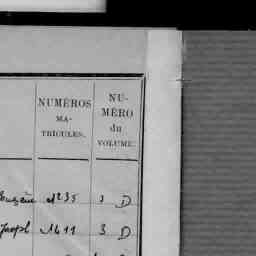 NUMÉROS
MA-
TRICULES.
NU-
MÉRO
du
VOLUME.
1235 3 D
1411 3 D